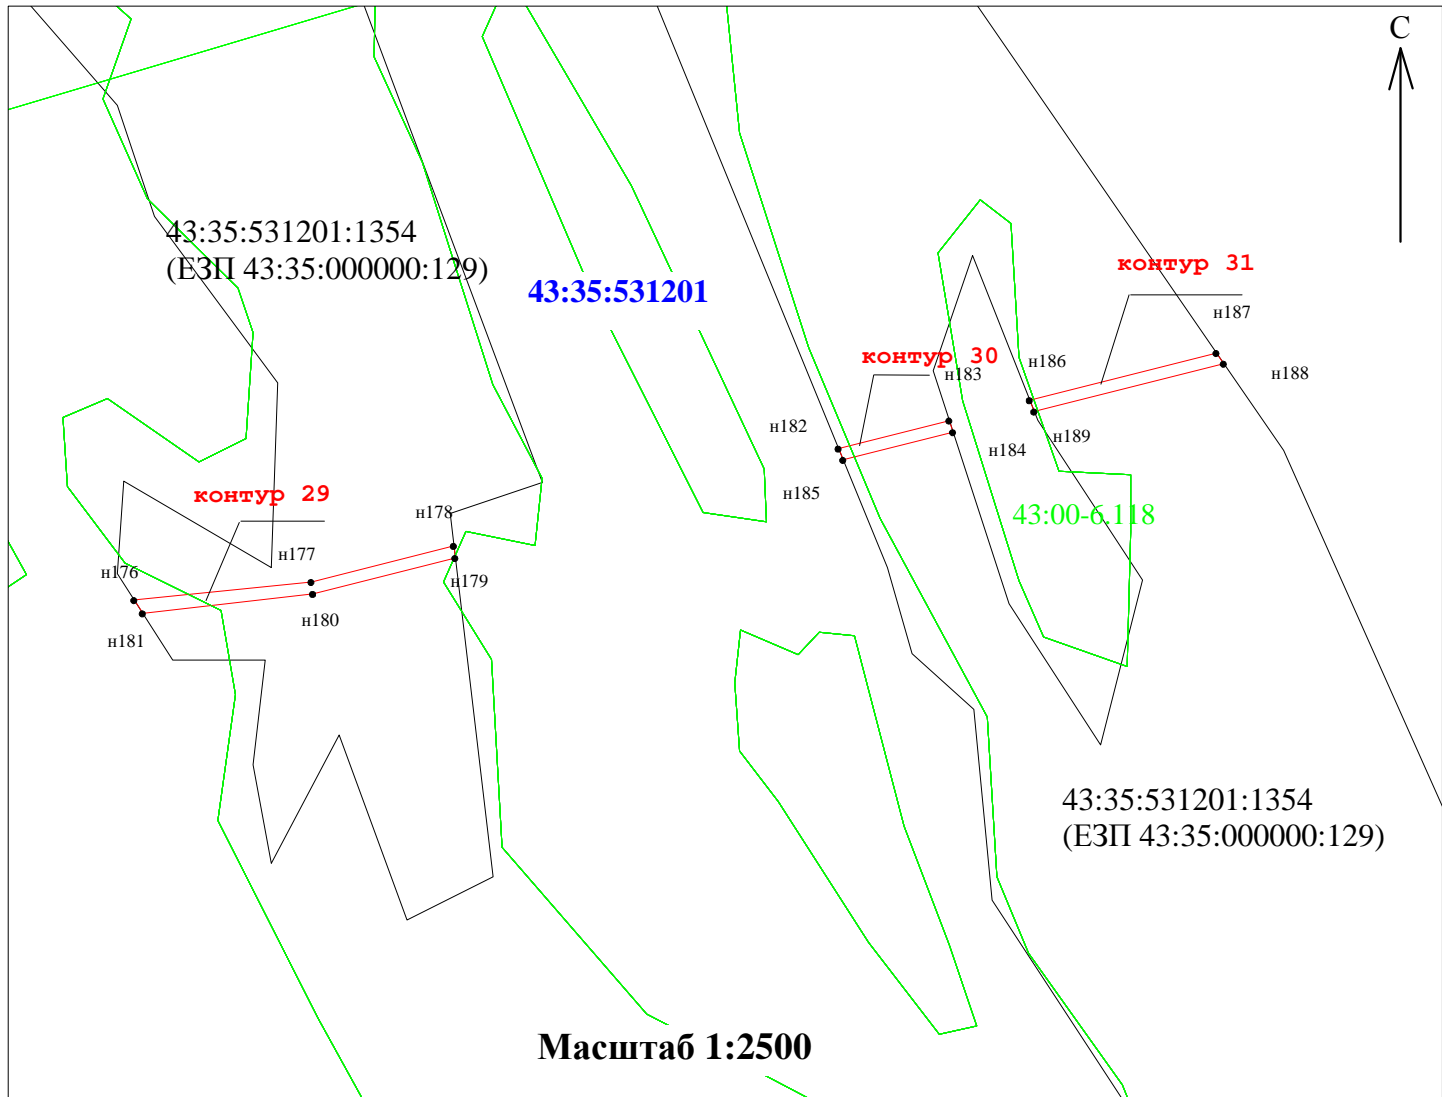 С
43:35:531201:1354
(ЕЗП 43:35:000000:129)
43:35:531201
контур 31
н187
контур 30
н186
н183
н188
н182
н189
н184
н185
контур 29
43:00-6.118
н178
н177
н176
н179
н180
н181
43:35:531201:1354
(ЕЗП 43:35:000000:129)
Масштаб 1:2500